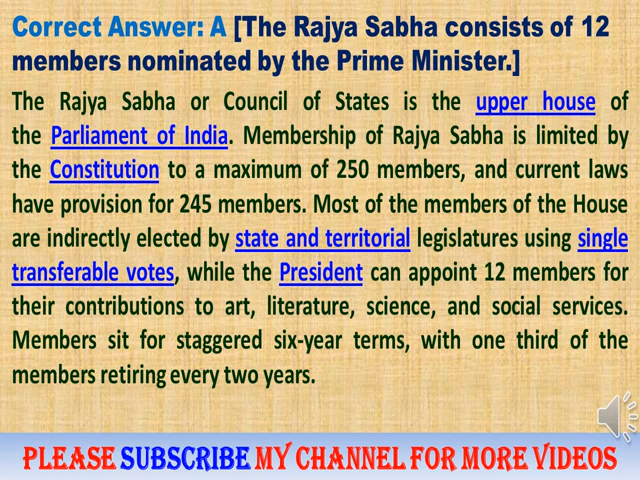 Correct Answer: A [The Rajya Sabha consists of 12
members nominated by the Prime Minister.]
The Rajya Sabha or Council of States is the upper house of
the Parliament of India. Membership of Rajya Sabha is limited by
the Constitution to a maximum of 250 members, and current laws
have provision for 245 members. Most of the members of the House
are indirectly elected by state and territorial legislatures using single
transferable votes, while the President can appoint 12 members for
their contributions to art, literature, science, and social services.
Members sit for staggered six-year terms, with one third of the
members retiring every two years.
PLEASE SUBSCRIBE MY CHANNEL FOR MORE VIDEOS